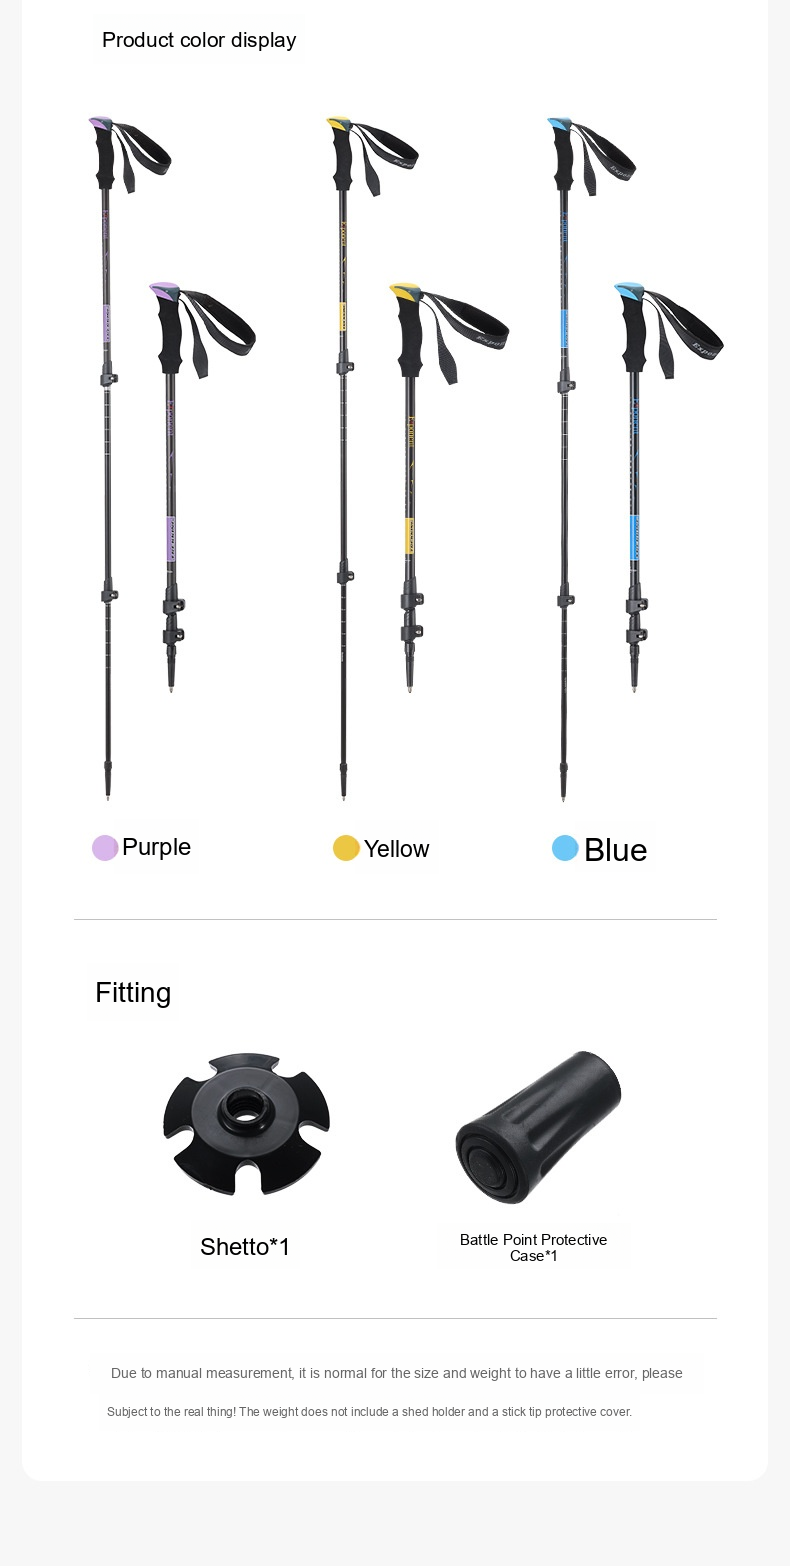 Product color display
Purple
Yellow
Blue
Fitting
Shetto*1
Battle Point Protective
Case*1
Due to manual measurement, it is normal for the size and weight to have a little error, please
Subject to the real thing! The weight does not include a shed holder and a stick tip protective cover.